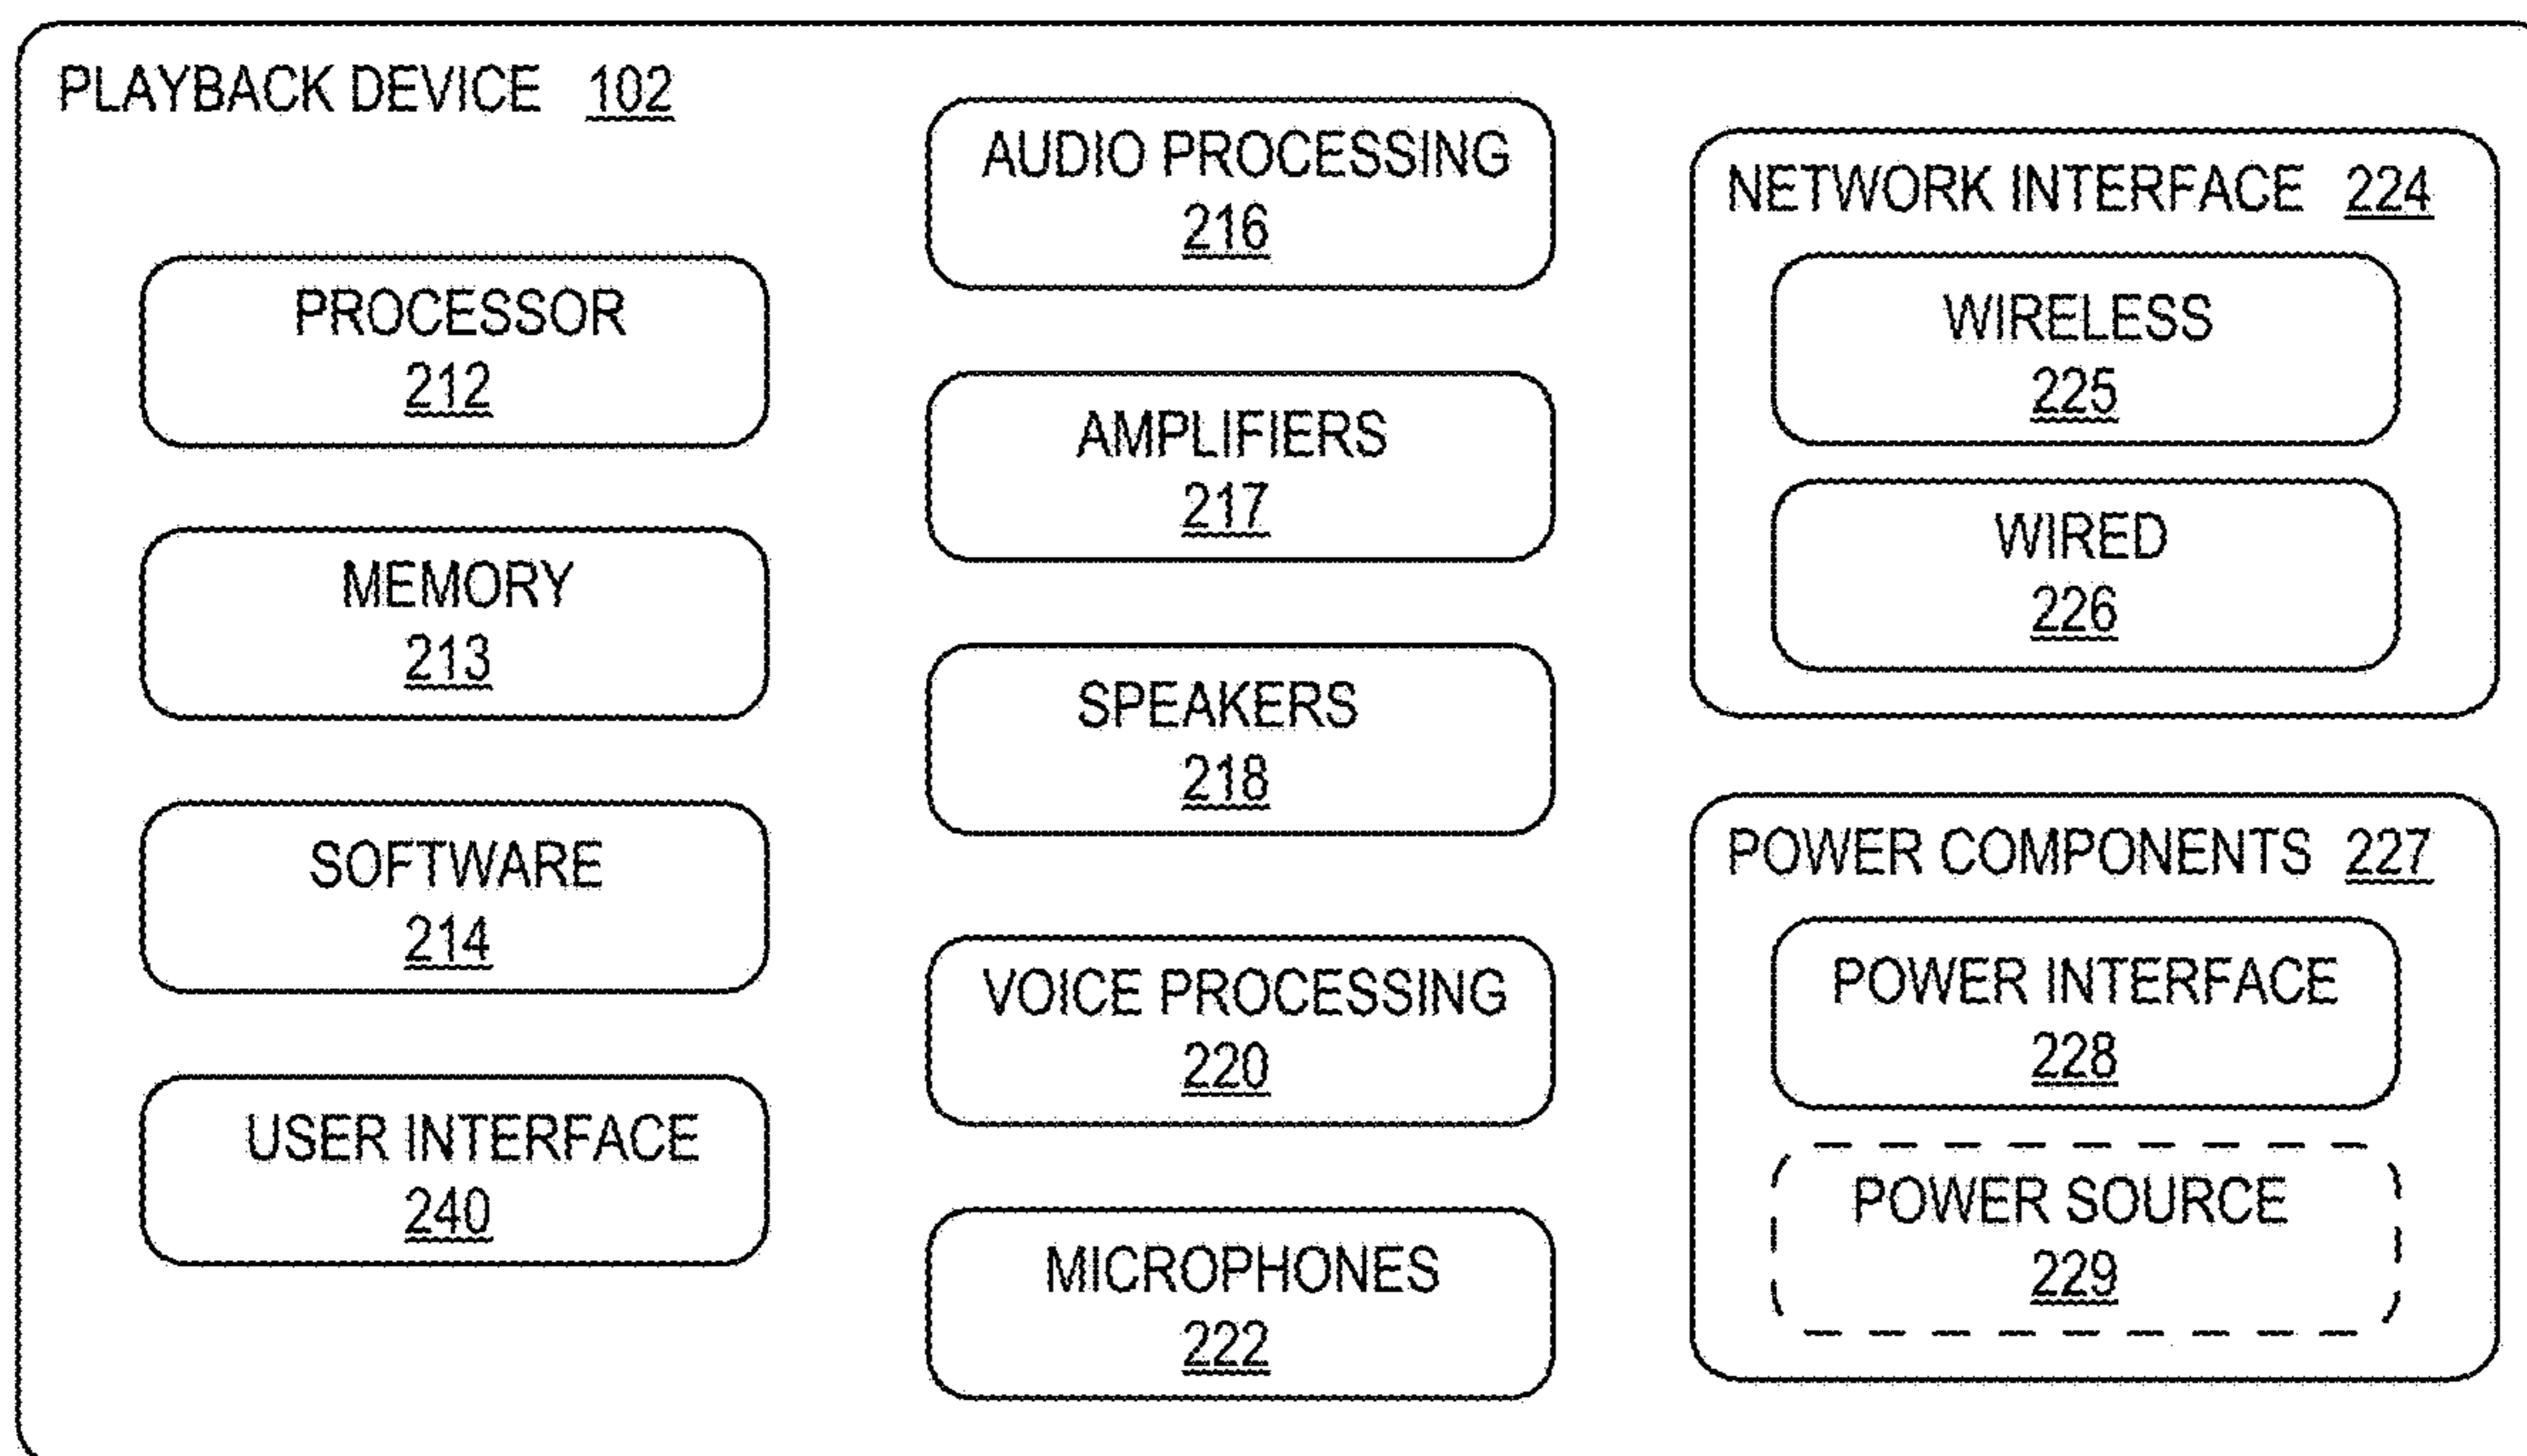 PLAYBACK DEVICE 102
PROCESSOR
212
MEMORY
213
SOFTWARE
214
USER INTERFACE
240
AUDIO PROCESSING
216
AMPLIFIERS
217
SPEAKERS
218
VOICE PROCESSING
220
MICROPHONES
222
NETWORK INTERFACE 224
WIRELESS
225
WIRED
226
POWER COMPONENTS 227
POWER INTERFACE
228
POWER SOURCE
229